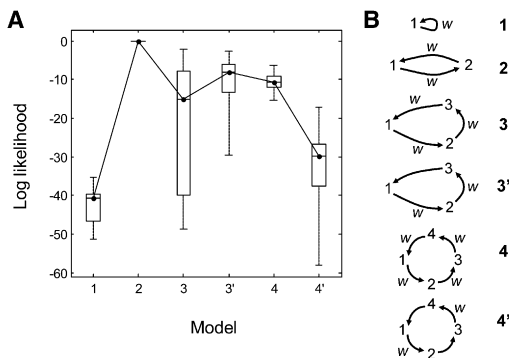 A
Log likelihood
0
-10
-20
-30
-40
-50
-60
1 2 3 3' 4 4'
Model
B
1 w 1
w
1 2 2
w
3
1 w 3
w 2
3
1 w 3'
w 2
w 4 w
1 3 4
w 2 w
4 w
1 3 4'
w 2